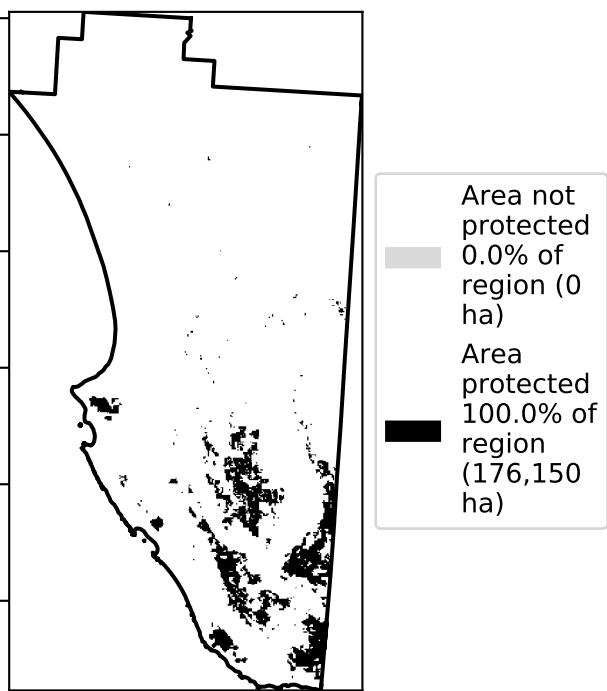 Area not
protected
0.0% of
region (0
ha)
Area
protected
100.0% of
region
(176,150
ha)